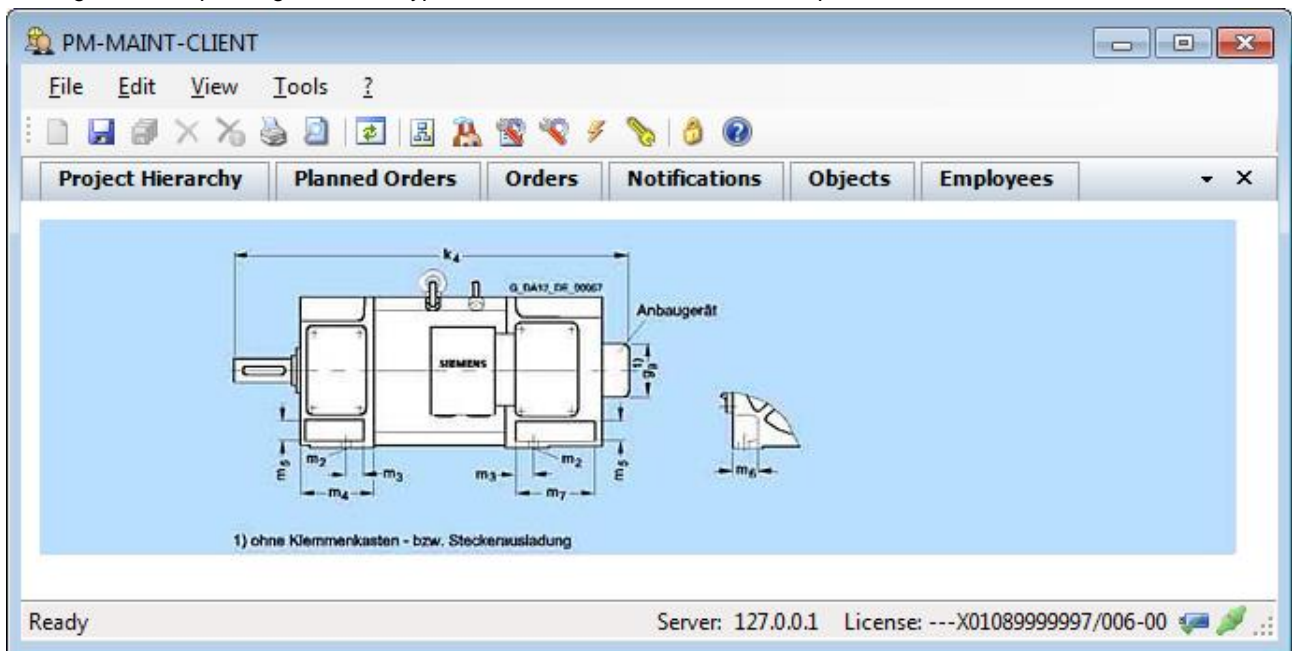 PM-MAINT-CLIENT
File Edit View Tools ?
Project Hierarchy Planned Orders Orders Notifications Objects Employees
k4
G_DA12_DE_00067
Anbaugerät
SIEMENS
1)
g9
m5 m2 m3 m3 m2 m5
m4 m7 m6
1) ohne Klemmenkasten - bzw. Steckerausladung
Ready Server: 127.0.0.1 License: ---X01089999997/006-00